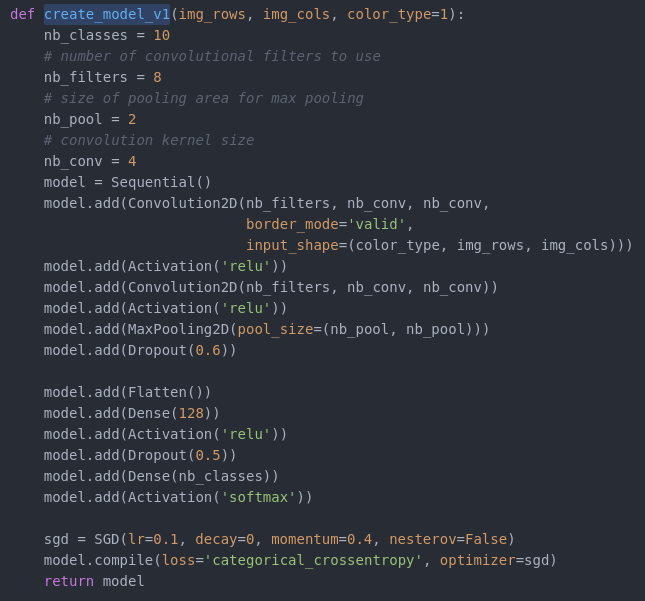 def create_model_v1(img_rows, img_cols, color_type=1):
    nb_classes = 10
    # number of convolutional filters to use
    nb_filters = 8
    # size of pooling area for max pooling
    nb_pool = 2
    # convolution kernel size
    nb_conv = 4
    model = Sequential()
    model.add(Convolution2D(nb_filters, nb_conv, nb_conv,
                            border_mode='valid',
                            input_shape=(color_type, img_rows, img_cols)))
    model.add(Activation('relu'))
    model.add(Convolution2D(nb_filters, nb_conv, nb_conv))
    model.add(Activation('relu'))
    model.add(MaxPooling2D(pool_size=(nb_pool, nb_pool)))
    model.add(Dropout(0.6))

    model.add(Flatten())
    model.add(Dense(128))
    model.add(Activation('relu'))
    model.add(Dropout(0.5))
    model.add(Dense(nb_classes))
    model.add(Activation('softmax'))

    sgd = SGD(lr=0.1, decay=0, momentum=0.4, nesterov=False)
    model.compile(loss='categorical_crossentropy', optimizer=sgd)
    return model